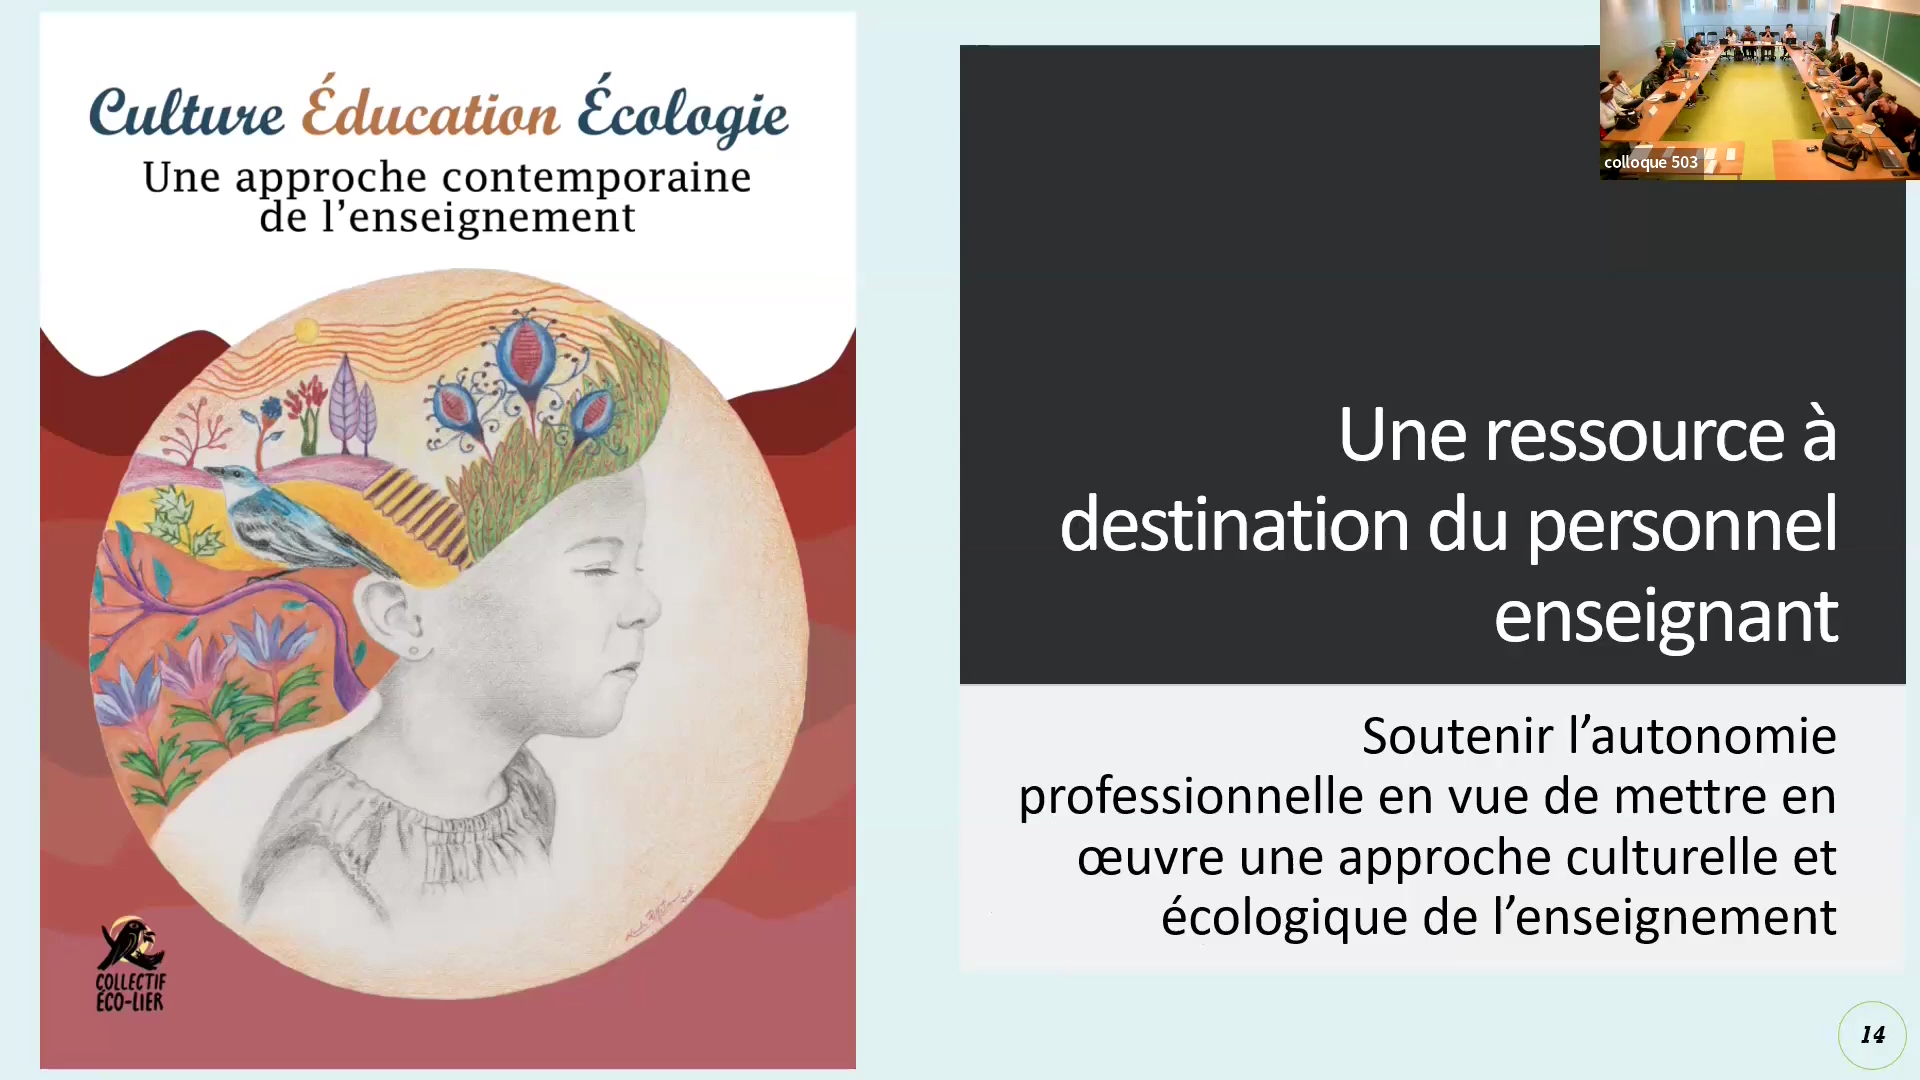 Culture Éducation Écologie
Une approche contemporaine
de l’enseignement
COLLECTIF
ÉCO-LIER
colloque 503
Une ressource à
destination du personnel
enseignant
Soutenir l’autonomie
professionnelle en vue de mettre en
œuvre une approche culturelle et
écologique de l’enseignement
14